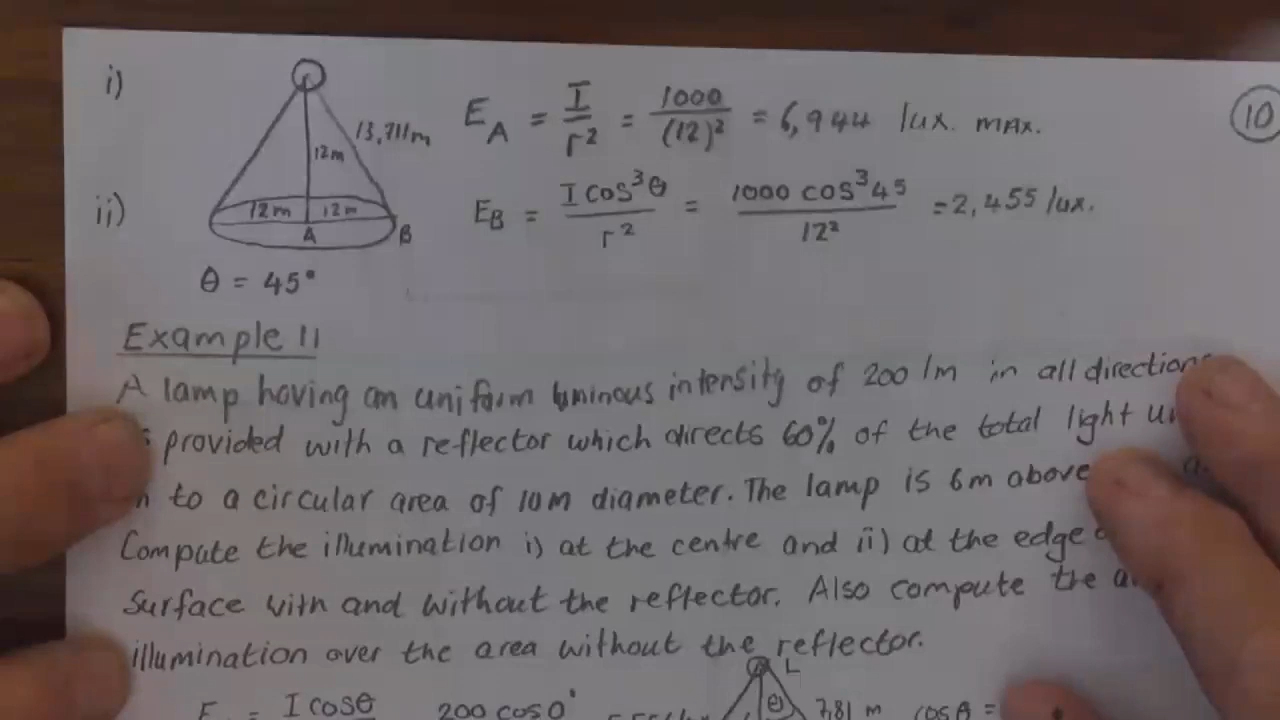 i)
13,711m
12m
E_A = I / r² = 1000 / (12)² = 6,944 lux. max.
10
ii)
12m 12m
A B
E_B = I cos³θ / r² = 1000 cos³45 / 12² = 2,455 lux.
θ = 45°
Example 11
A lamp having an uniform luminous intensity of 200 lm in all directions
provided with a reflector which directs 60% of the total light
to a circular area of 10m diameter. The lamp is 6m above
Compute the illumination i) at the centre and ii) at the edge
Surface with and without the reflector. Also compute the
illumination over the area without the reflector.
L
I cosθ 200 cos0° θ 7,81 m cosθ =